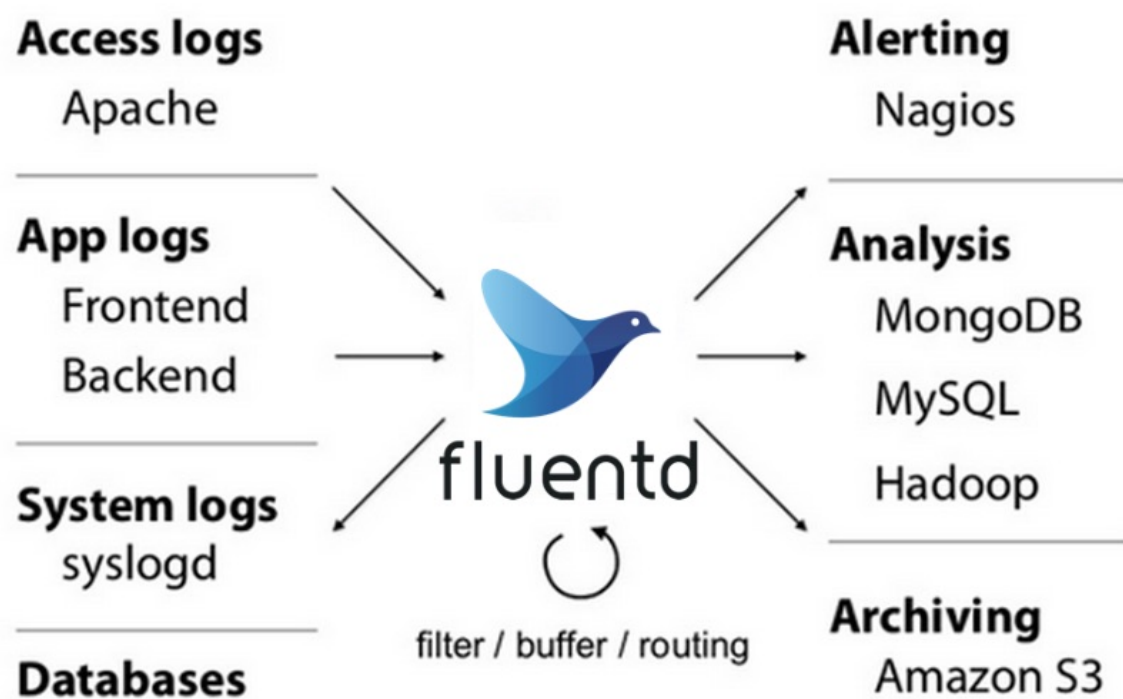 Access logs
Apache
App logs
Frontend
Backend
System logs
syslogd
Databases
fluentd
filter / buffer / routing
Alerting
Nagios
Analysis
MongoDB
MySQL
Hadoop
Archiving
Amazon S3